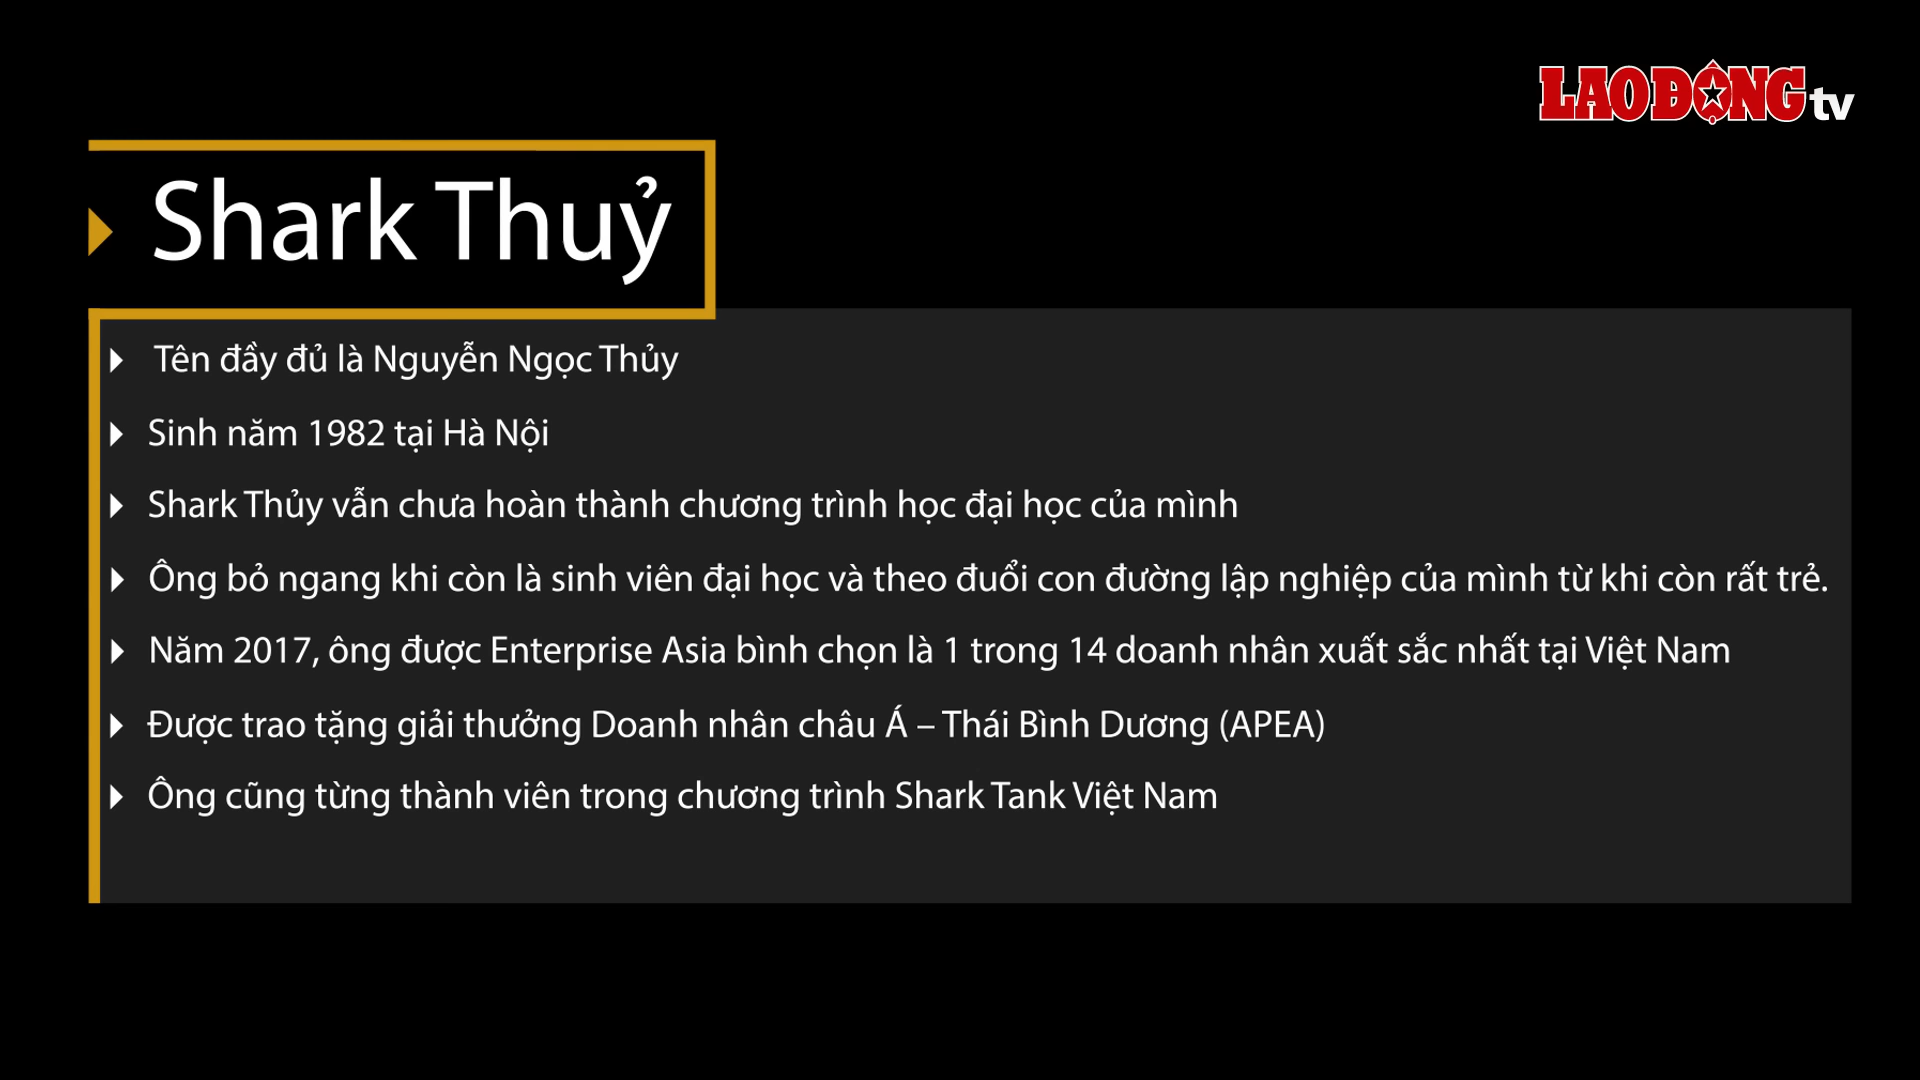 LAO ĐỘNG tv
Shark Thuỷ
Tên đầy đủ là Nguyễn Ngọc Thủy
Sinh năm 1982 tại Hà Nội
Shark Thủy vẫn chưa hoàn thành chương trình học đại học của mình
Ông bỏ ngang khi còn là sinh viên đại học và theo đuổi con đường lập nghiệp của mình từ khi còn rất trẻ.
Năm 2017, ông được Enterprise Asia bình chọn là 1 trong 14 doanh nhân xuất sắc nhất tại Việt Nam
Được trao tặng giải thưởng Doanh nhân châu Á – Thái Bình Dương (APEA)
Ông cũng từng thành viên trong chương trình Shark Tank Việt Nam